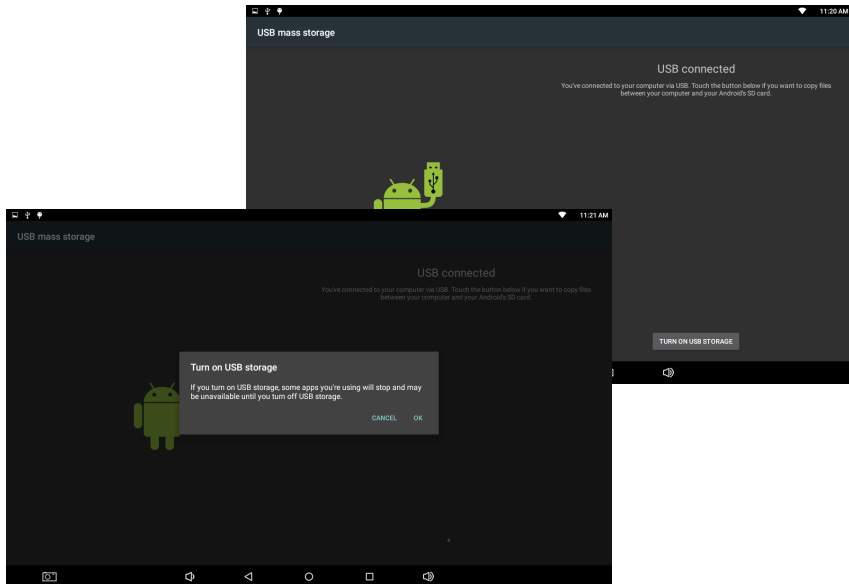 11:20 AM
USB mass storage
USB connected
You've connected to your computer via USB. Touch the button below if you want to copy files
between your computer and your Android's SD card.
TURN ON USB STORAGE
11:21 AM
USB mass storage
USB connected
You've connected to your computer via USB. Touch the button below if you want to copy files
between your computer and your Android's SD card.
Turn on USB storage
If you turn on USB storage, some apps you're using will stop and may
be unavailable until you turn off USB storage.
CANCEL OK